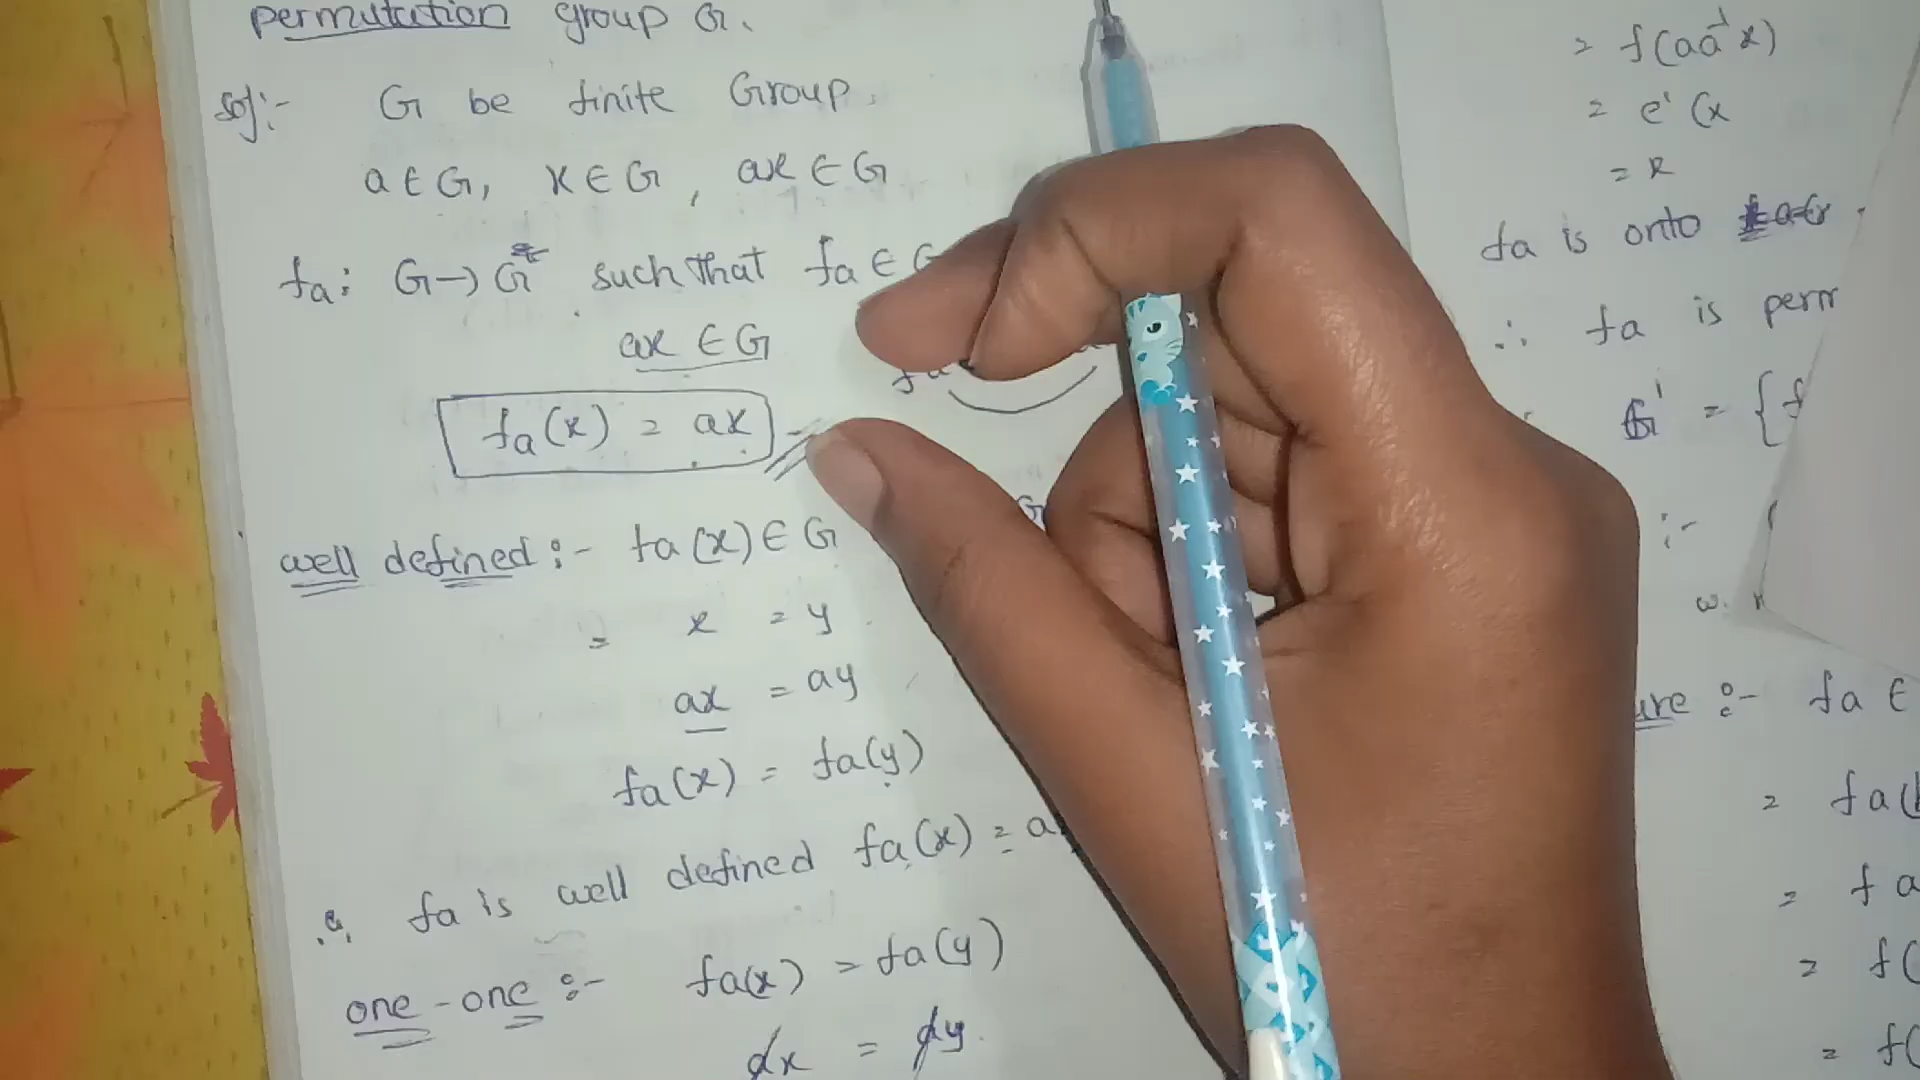 permutation group G.
Sol:- G be finite Group.
a ∈ G, x ∈ G, ax ∈ G
fa: G → G such that fa ∈ G
ax ∈ G
fa(x) = ax
well defined :- fa(x) ∈ G
= x = y
ax = ay
fa(x) = fa(y)
∴ fa is well defined fa(x) = a
one-one :- fa(x) = fa(y)
ax = ay.
= f(aa⁻¹x)
= e'(x
= x
fa is onto
∴ fa is perm
G' = {f
:-
w.
ure :- fa ∈
= fa(
= fa
= f(
= f(